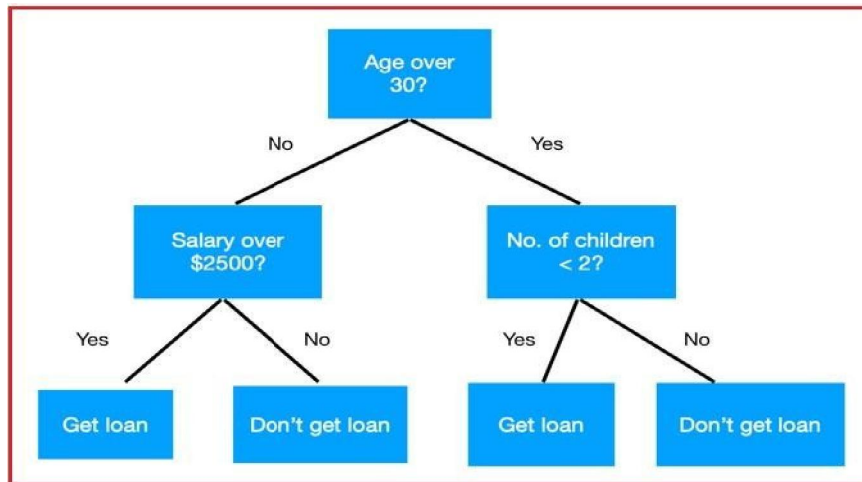 Age over
30?
No
Yes
Salary over
$2500?
No. of children
< 2?
Yes
No
Yes
No
Get loan
Don't get loan
Get loan
Don't get loan